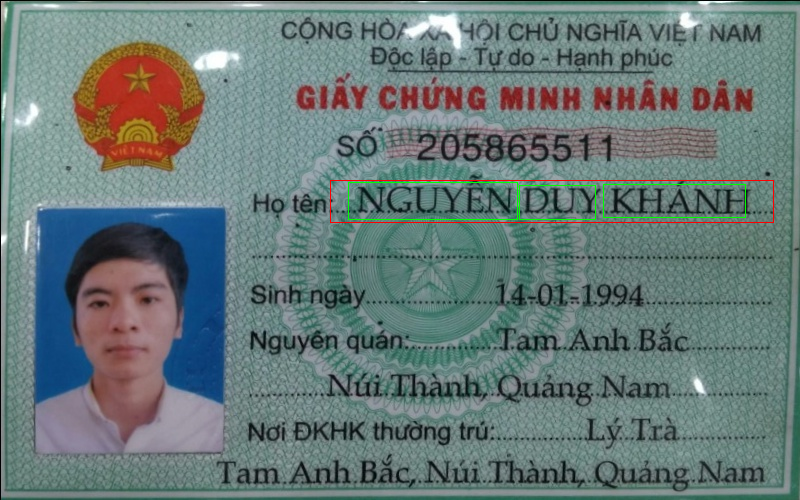 CỘNG HÒA XÃ HỘI CHỦ NGHĨA VIỆT NAM
Độc lập - Tự do - Hạnh phúc
GIẤY CHỨNG MINH NHÂN DÂN
VIỆT NAM
SỐ 205865511
Họ tên: NGUYỄN DUY KHÁNH
Sinh ngày 14-01-1994
Nguyên quán: Tam Anh Bắc
Núi Thành, Quảng Nam
Nơi ĐKHK thường trú: Lý Trà
Tam Anh Bắc, Núi Thành, Quảng Nam